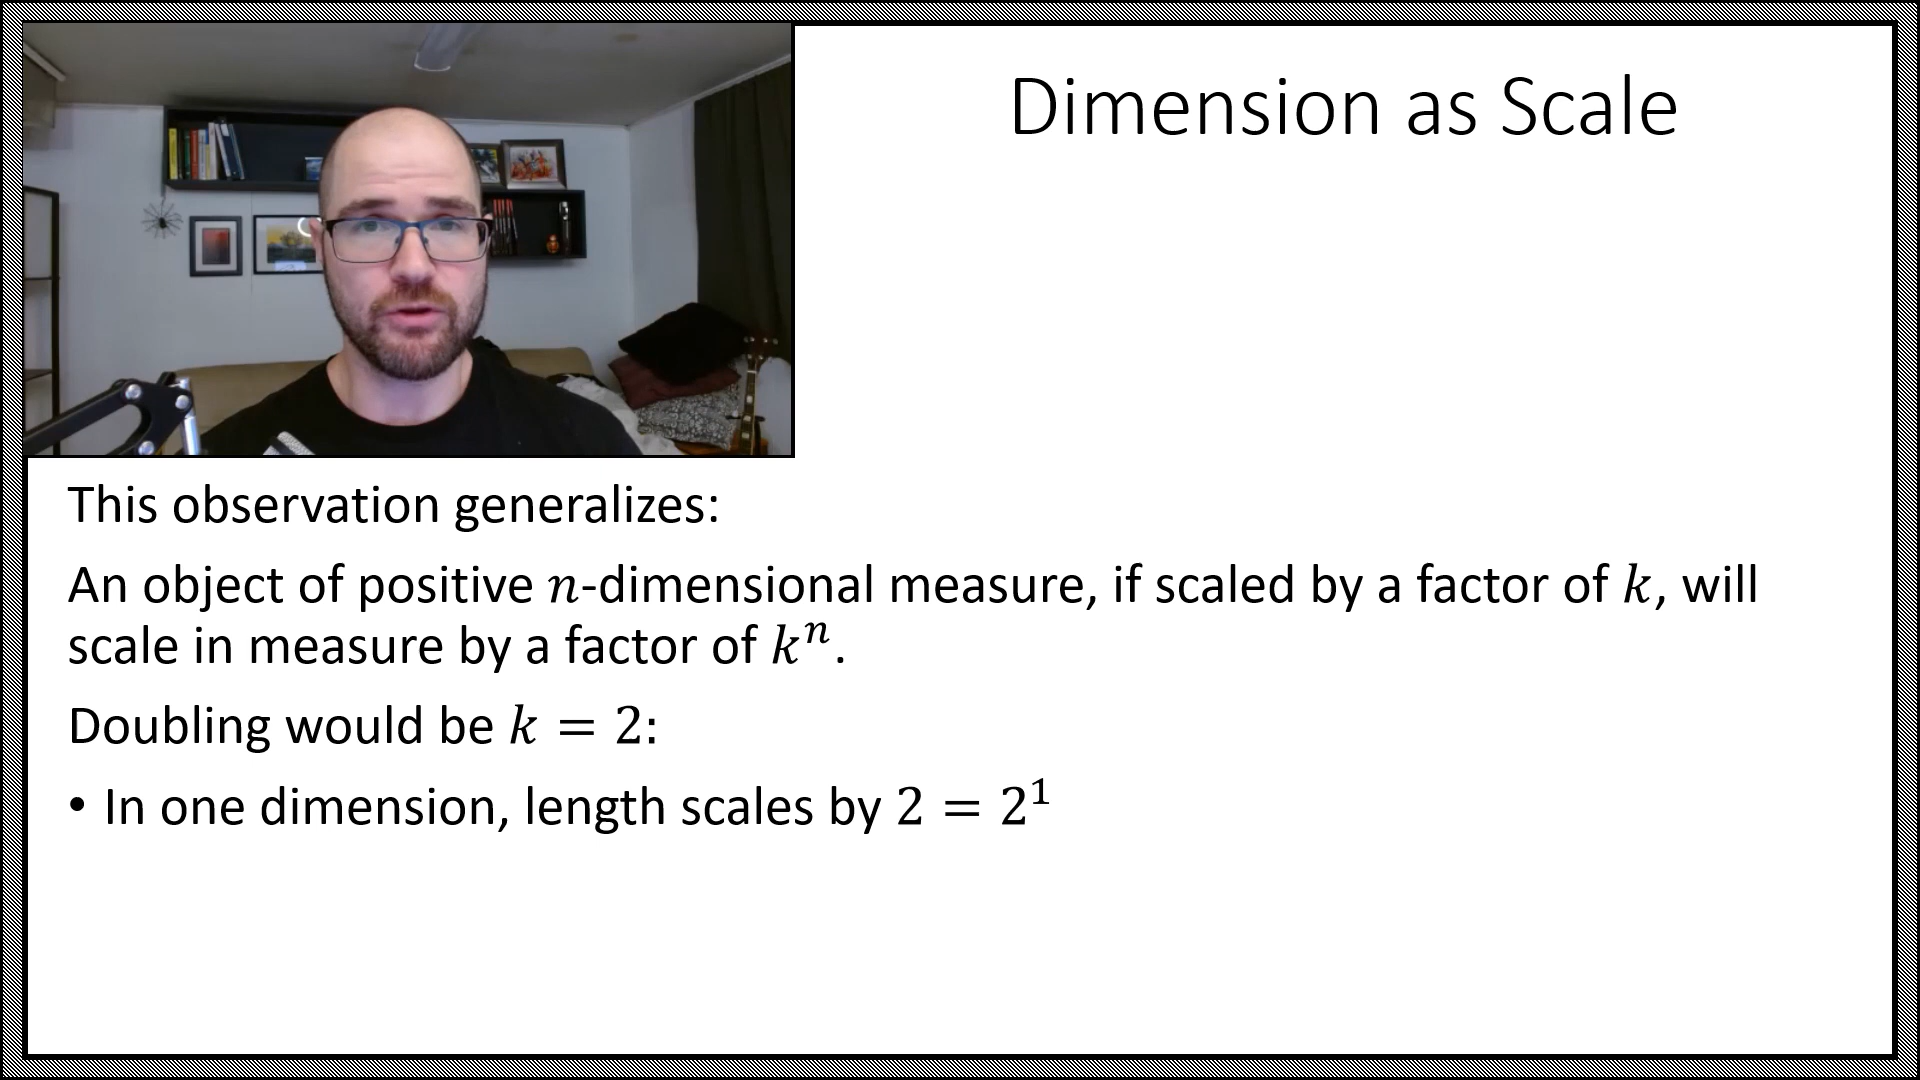 Dimension as Scale
This observation generalizes:
An object of positive n-dimensional measure, if scaled by a factor of k, will
scale in measure by a factor of kⁿ.
Doubling would be k = 2:
• In one dimension, length scales by 2 = 2¹